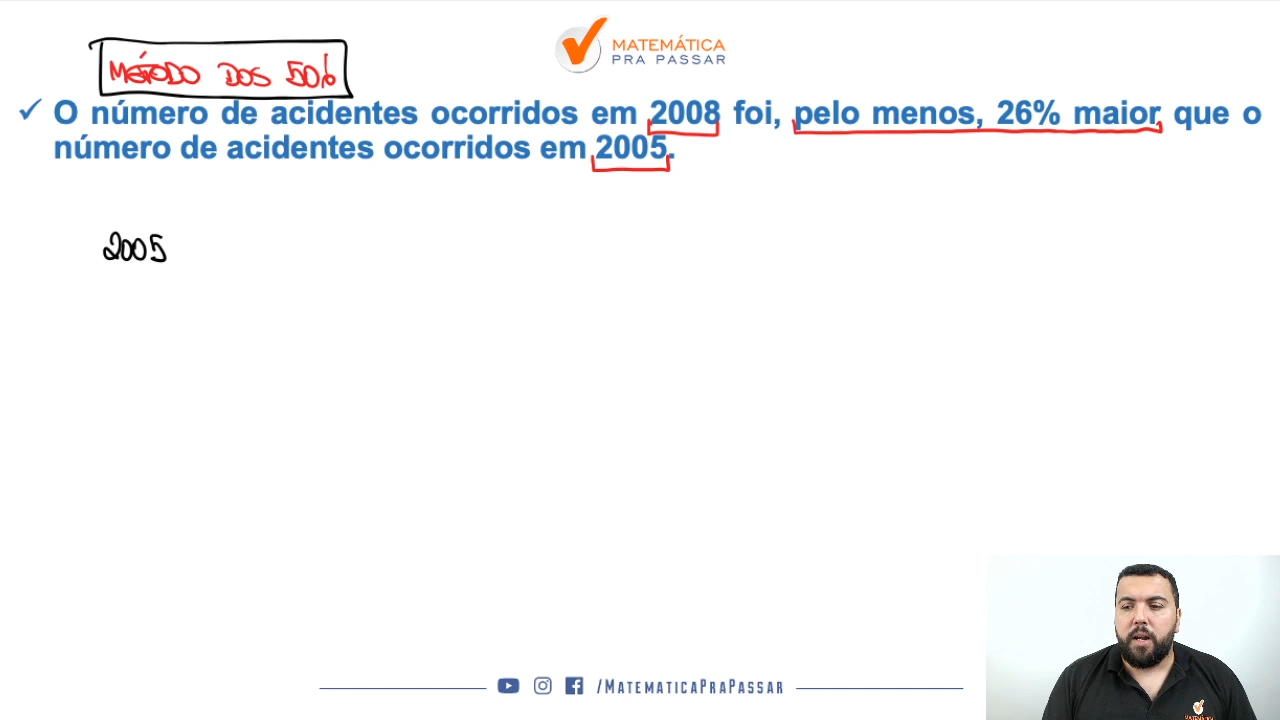 MATEMÁTICA
PRA PASSAR
MÉTODO DOS 50%
✓ O número de acidentes ocorridos em 2008 foi, pelo menos, 26% maior que o
número de acidentes ocorridos em 2005.
2005
/MATEMATICAPRAPASSAR
MATEMÁTICA